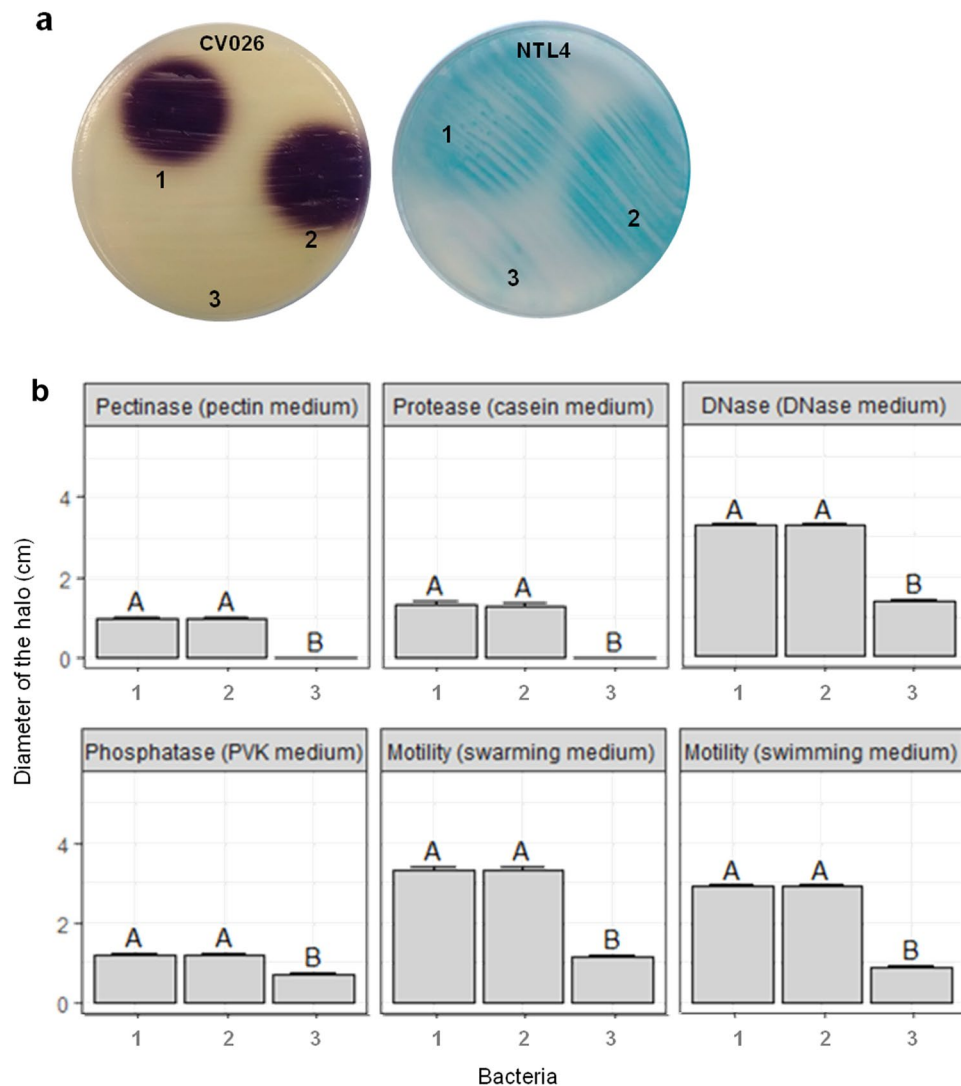 a
CV026
1
2
3
NTL4
1
2
3
b
Diameter of the halo (cm)
Pectinase (pectin medium)
4
2
0
A
A
B
1
2
3
Protease (casein medium)
A
A
B
1
2
3
DNase (DNase medium)
A
A
B
1
2
3
Phosphatase (PVK medium)
4
2
0
A
A
B
1
2
3
Motility (swarming medium)
A
A
B
1
2
3
Motility (swimming medium)
A
A
B
1
2
3
Bacteria